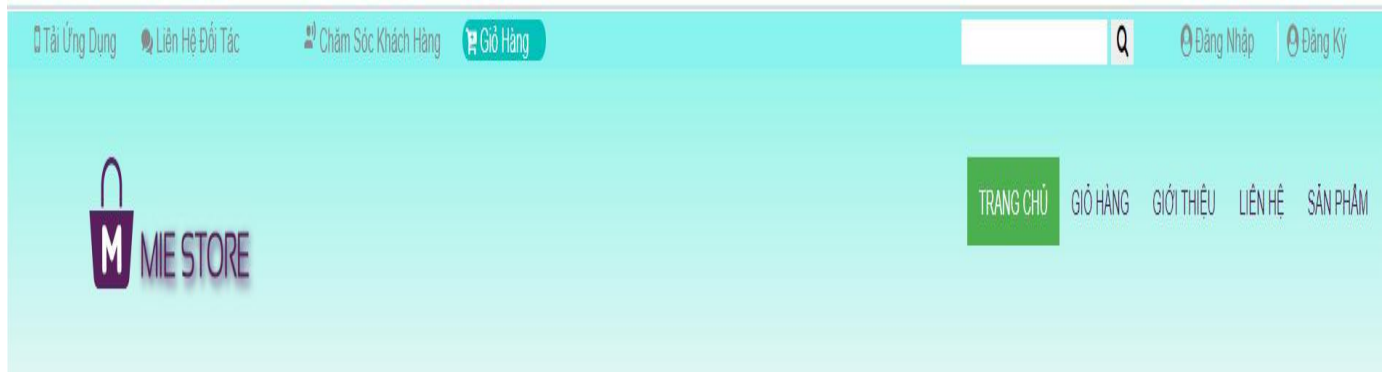 Tải Ứng Dụng Liên Hệ Đối Tác Chăm Sóc Khách Hàng Giỏ Hàng Đăng Nhập Đăng Ký
TRANG CHỦ GIỎ HÀNG GIỚI THIỆU LIÊN HỆ SẢN PHẨM
M MIE STORE